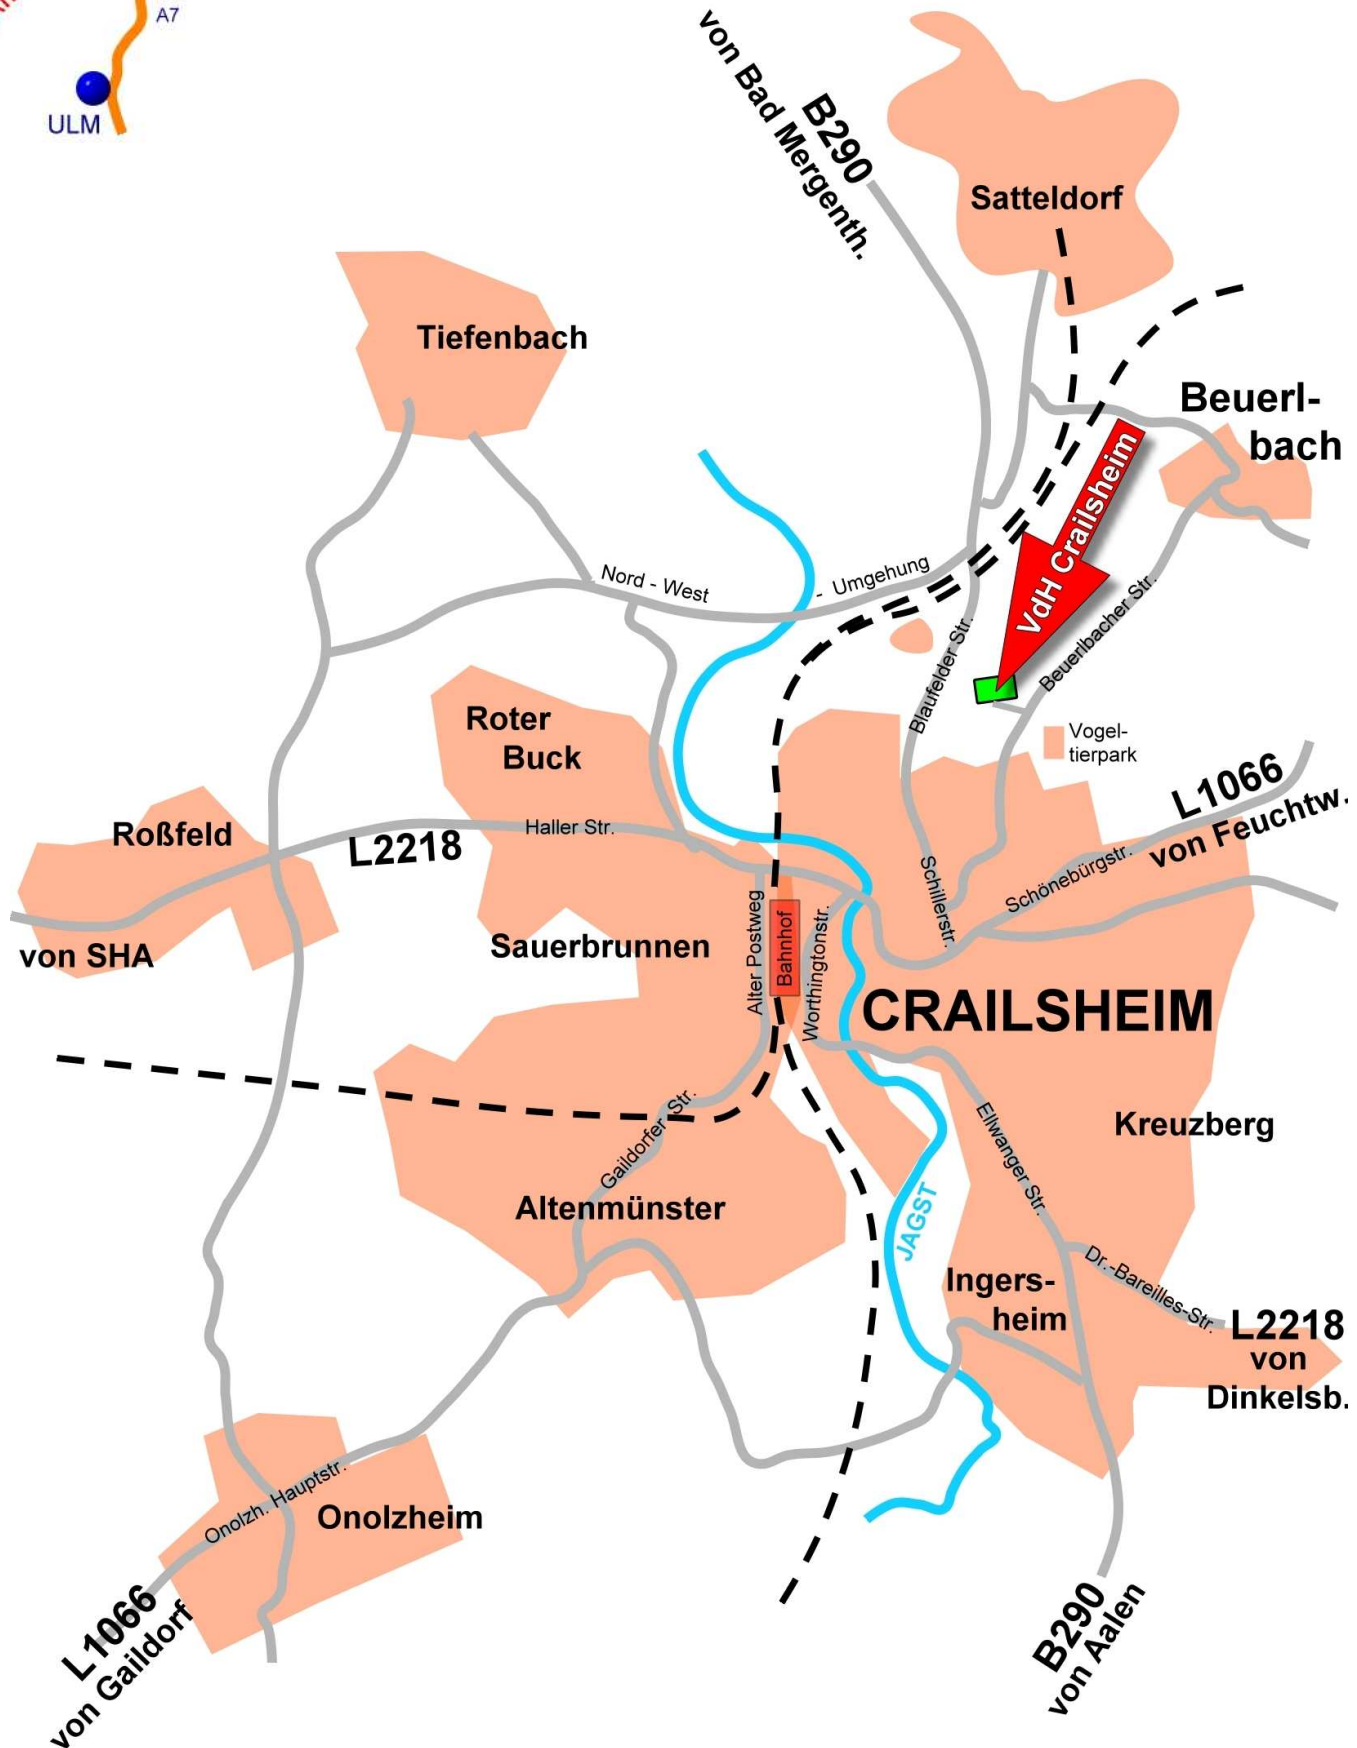 A7
ULM
von Bad Mergenth.
B290
Satteldorf
Tiefenbach
Beuerl-
bach
VdH Crailsheim
Nord - West
- Umgehung
Blaufelder Str.
Beuerlbacher Str.
Roter
Buck
Vogel-
tierpark
L1066
von Feuchtw.
Roßfeld
L2218
Haller Str.
Schillerstr.
Schönebürgstr.
von SHA
Sauerbrunnen
Alter Postweg
Bahnhof
Worthingtonstr.
CRAILSHEIM
Kreuzberg
Ellwanger Str.
Gaildorfer Str.
Altenmünster
JAGST
Ingers-
heim
Dr.-Bareilles-Str.
L2218
von
Dinkelsb.
Onolzh. Hauptstr.
Onolzheim
L1066
von Gaildorf
B290
von Aalen